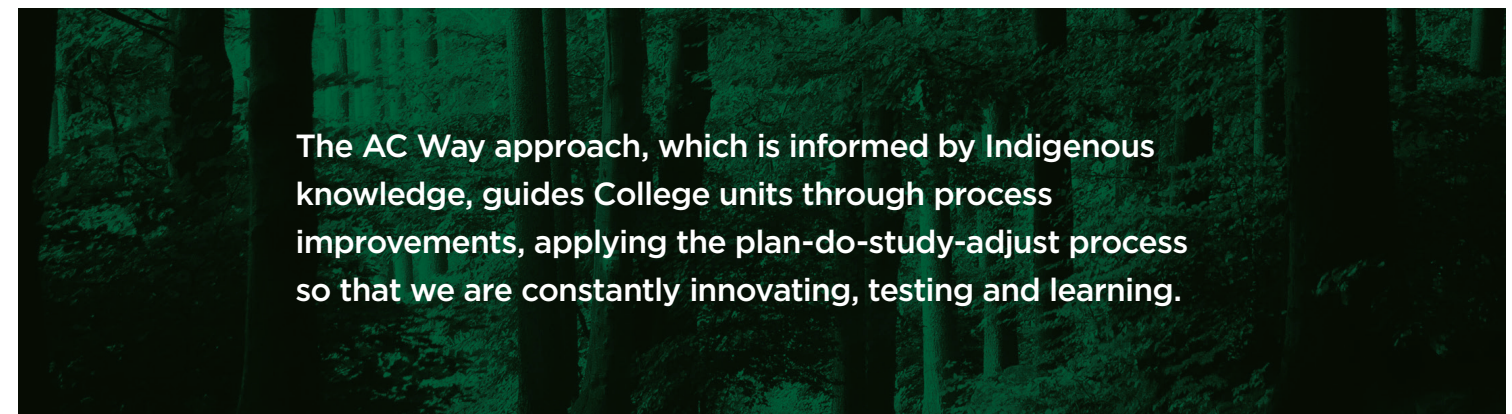 The AC Way approach, which is informed by Indigenous
knowledge, guides College units through process
improvements, applying the plan-do-study-adjust process
so that we are constantly innovating, testing and learning.